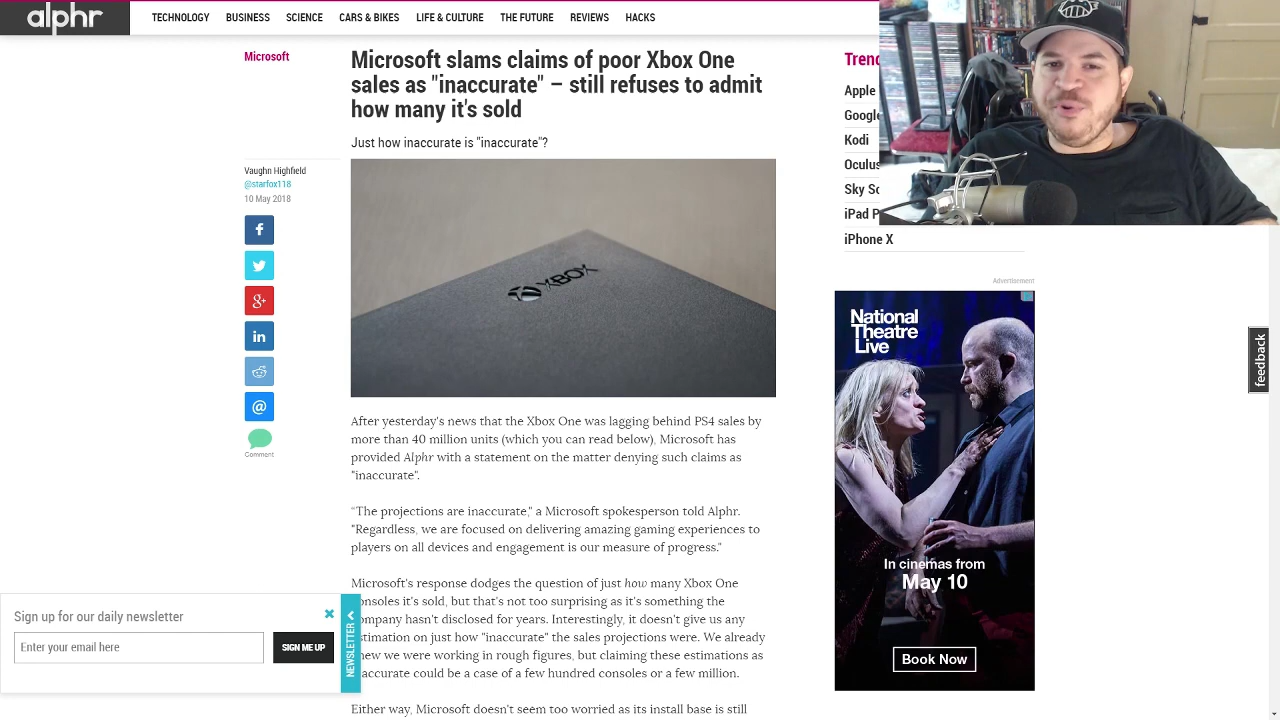 alphr
TECHNOLOGY BUSINESS SCIENCE CARS & BIKES LIFE & CULTURE THE FUTURE REVIEWS HACKS
Microsoft
Microsoft slams claims of poor Xbox One
sales as "inaccurate" – still refuses to admit
how many it's sold
Just how inaccurate is "inaccurate"?
Vaughn Highfield
@starfox118
10 May 2018
Comment
XBOX
After yesterday's news that the Xbox One was lagging behind PS4 sales by
more than 40 million units (which you can read below), Microsoft has
provided Alphr with a statement on the matter denying such claims as
"inaccurate".
"The projections are inaccurate," a Microsoft spokesperson told Alphr.
"Regardless, we are focused on delivering amazing gaming experiences to
players on all devices and engagement is our measure of progress."
Microsoft's response dodges the question of just how many Xbox One
onsoles it's sold, but that's not too surprising as it's something the
ompany hasn't disclosed for years. Interestingly, it doesn't give us any
stimation on just how "inaccurate" the sales projections were. We already
new we were working in rough figures, but claiming these estimations as
accurate could be a case of a few hundred consoles or a few million.
Either way, Microsoft doesn't seem too worried as its install base is still
Sign up for our daily newsletter
Enter your email here
SIGN ME UP
NEWSLETTER
Trend
Apple
Google
Kodi
Oculus
Sky
iPad P
iPhone X
Advertisement
National
Theatre
Live
In cinemas from
May 10
Book Now
feedback